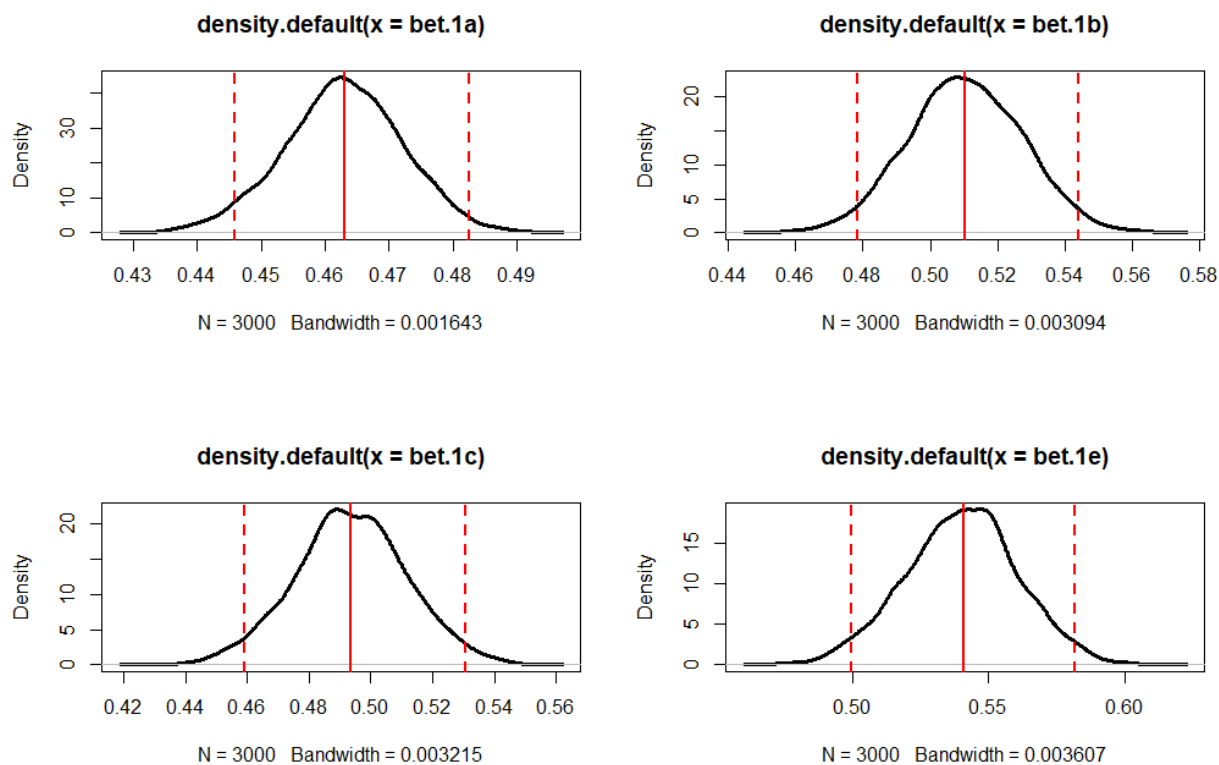 density.default(x = bet.1a)
Density
0 10 30
0.43 0.44 0.45 0.46 0.47 0.48 0.49
N = 3000 Bandwidth = 0.001643
density.default(x = bet.1b)
Density
0 5 10 20
0.44 0.46 0.48 0.50 0.52 0.54 0.56 0.58
N = 3000 Bandwidth = 0.003094
density.default(x = bet.1c)
Density
0 5 10 20
0.42 0.44 0.46 0.48 0.50 0.52 0.54 0.56
N = 3000 Bandwidth = 0.003215
density.default(x = bet.1e)
Density
0 5 10 15
0.50 0.55 0.60
N = 3000 Bandwidth = 0.003607